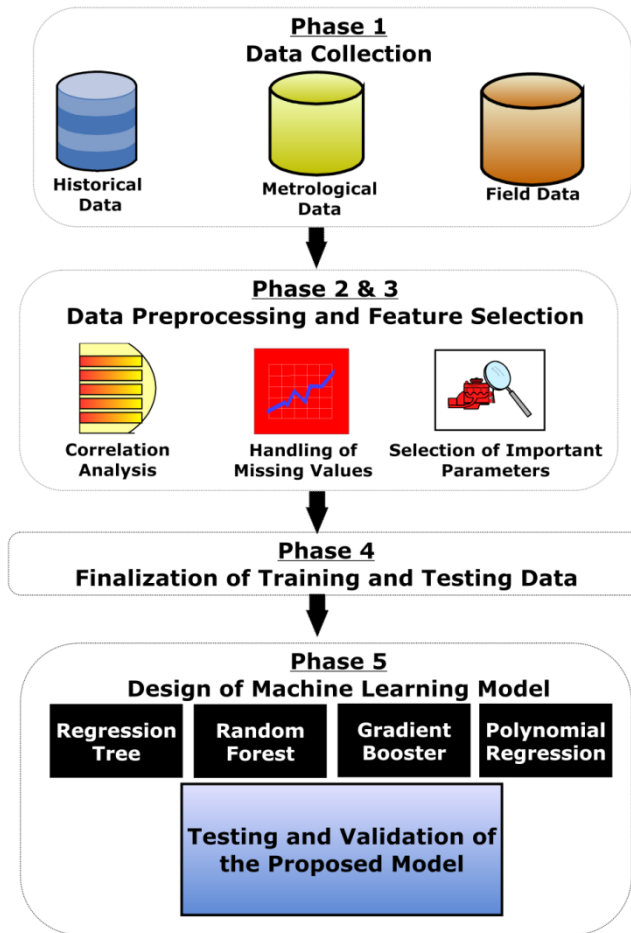 Phase 1
Data Collection
Historical
Data
Metrological
Data
Field Data
Phase 2 & 3
Data Preprocessing and Feature Selection
Correlation
Analysis
Handling of
Missing Values
Selection of Important
Parameters
Phase 4
Finalization of Training and Testing Data
Phase 5
Design of Machine Learning Model
Regression
Tree
Random
Forest
Gradient
Booster
Polynomial
Regression
Testing and Validation of
the Proposed Model